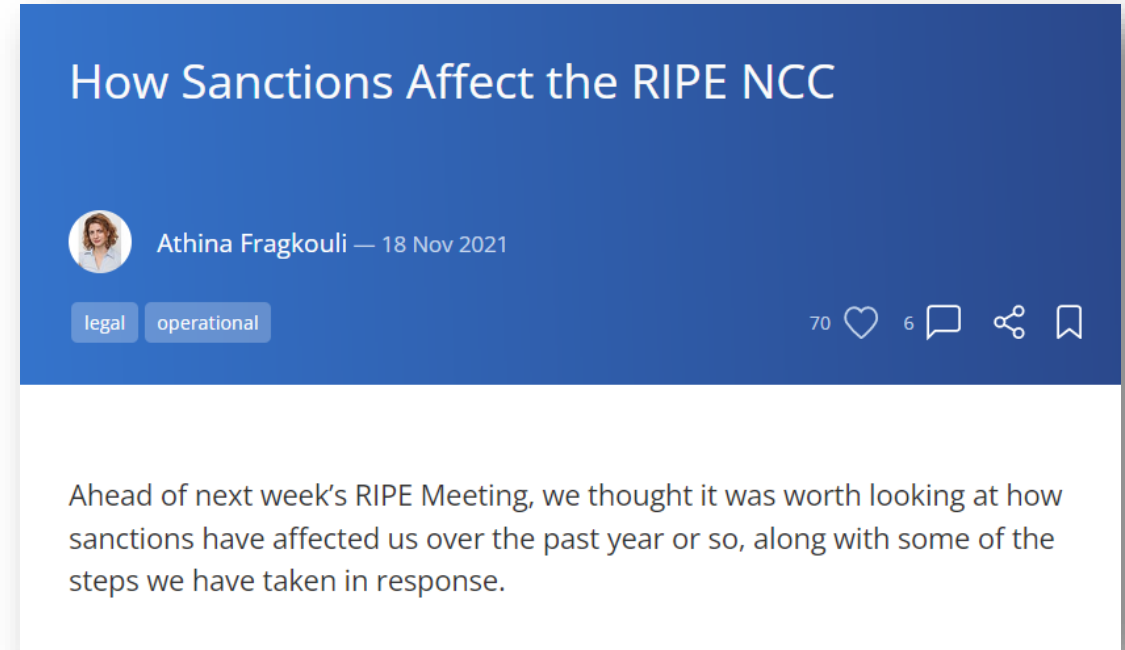 How Sanctions Affect the RIPE NCC
Athina Fragkouli — 18 Nov 2021
legal operational
70 6
Ahead of next week’s RIPE Meeting, we thought it was worth looking at how
sanctions have affected us over the past year or so, along with some of the
steps we have taken in response.